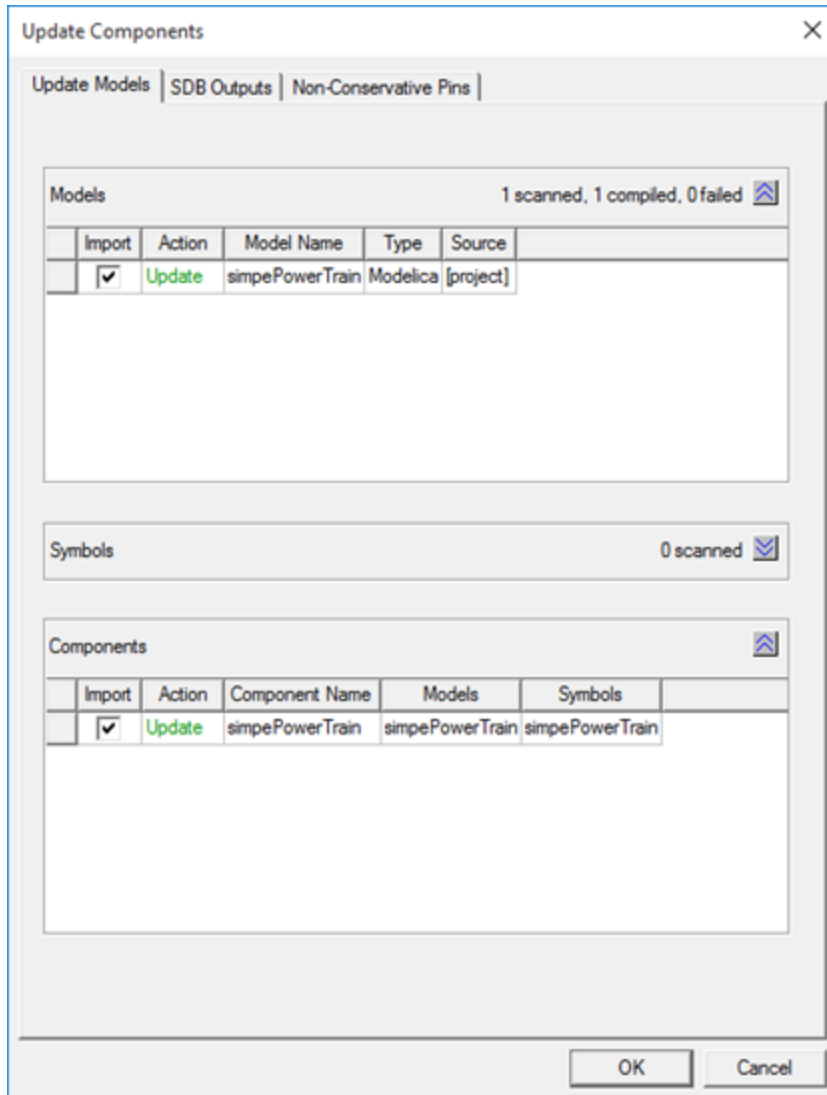 Update Components
Update Models SDB Outputs Non-Conservative Pins
Models 1 scanned, 1 compiled, 0 failed
Import Action Model Name Type Source
Update simpePowerTrain Modelica [project]
Symbols 0 scanned
Components
Import Action Component Name Models Symbols
Update simpePowerTrain simpePowerTrain simpePowerTrain
OK Cancel